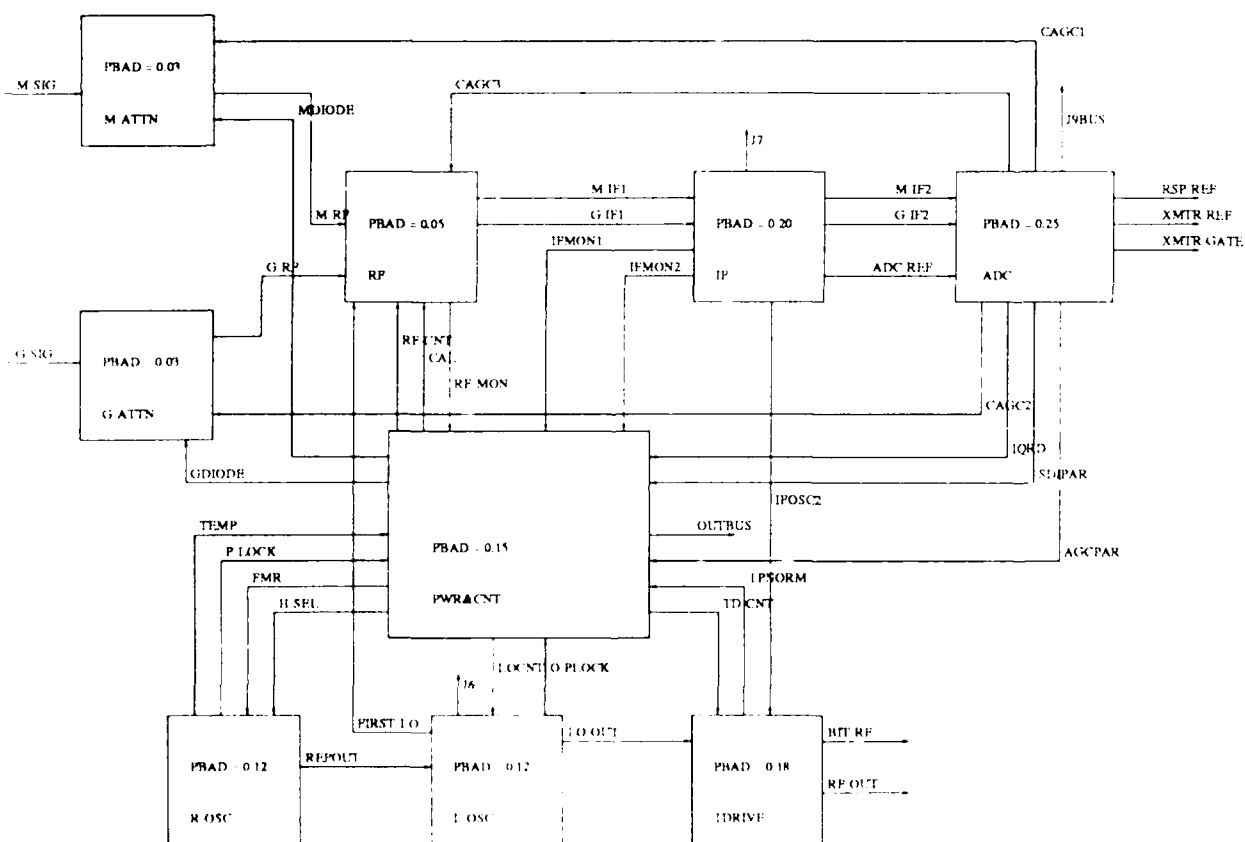 CAGC1
PBAD = 0.03
M SIG
CAGC3
MDIODE
M ATTN
J9BUS
J7
M IF1
M IF2
RSP REF
M RF
PBAD = 0.05
G IF1
PBAD = 0.20
G IF2
PBAD = 0.25
XMTR REF
IFMON1
XMTR GATE
G RF
IFMON2
ADC REF
RF
IF
ADC
RF CNT
G SIG
PBAD = 0.03
CAL
RF MON
G ATTN
CAGC2
IQRD
GDIODE
SDIPAR
IFOSC2
TEMP
OUTBUS
P LOCK
PBAD = 0.15
AGCPAR
FMR
H SEL
PWR&CNT
TD CNT
J6
FIRST LO
LO OUT
BIT RF
REFOUT
PBAD = 0.12
PBAD = 0.12
PBAD = 0.18
RF OUT
R OSC
L OSC
TDRIVE